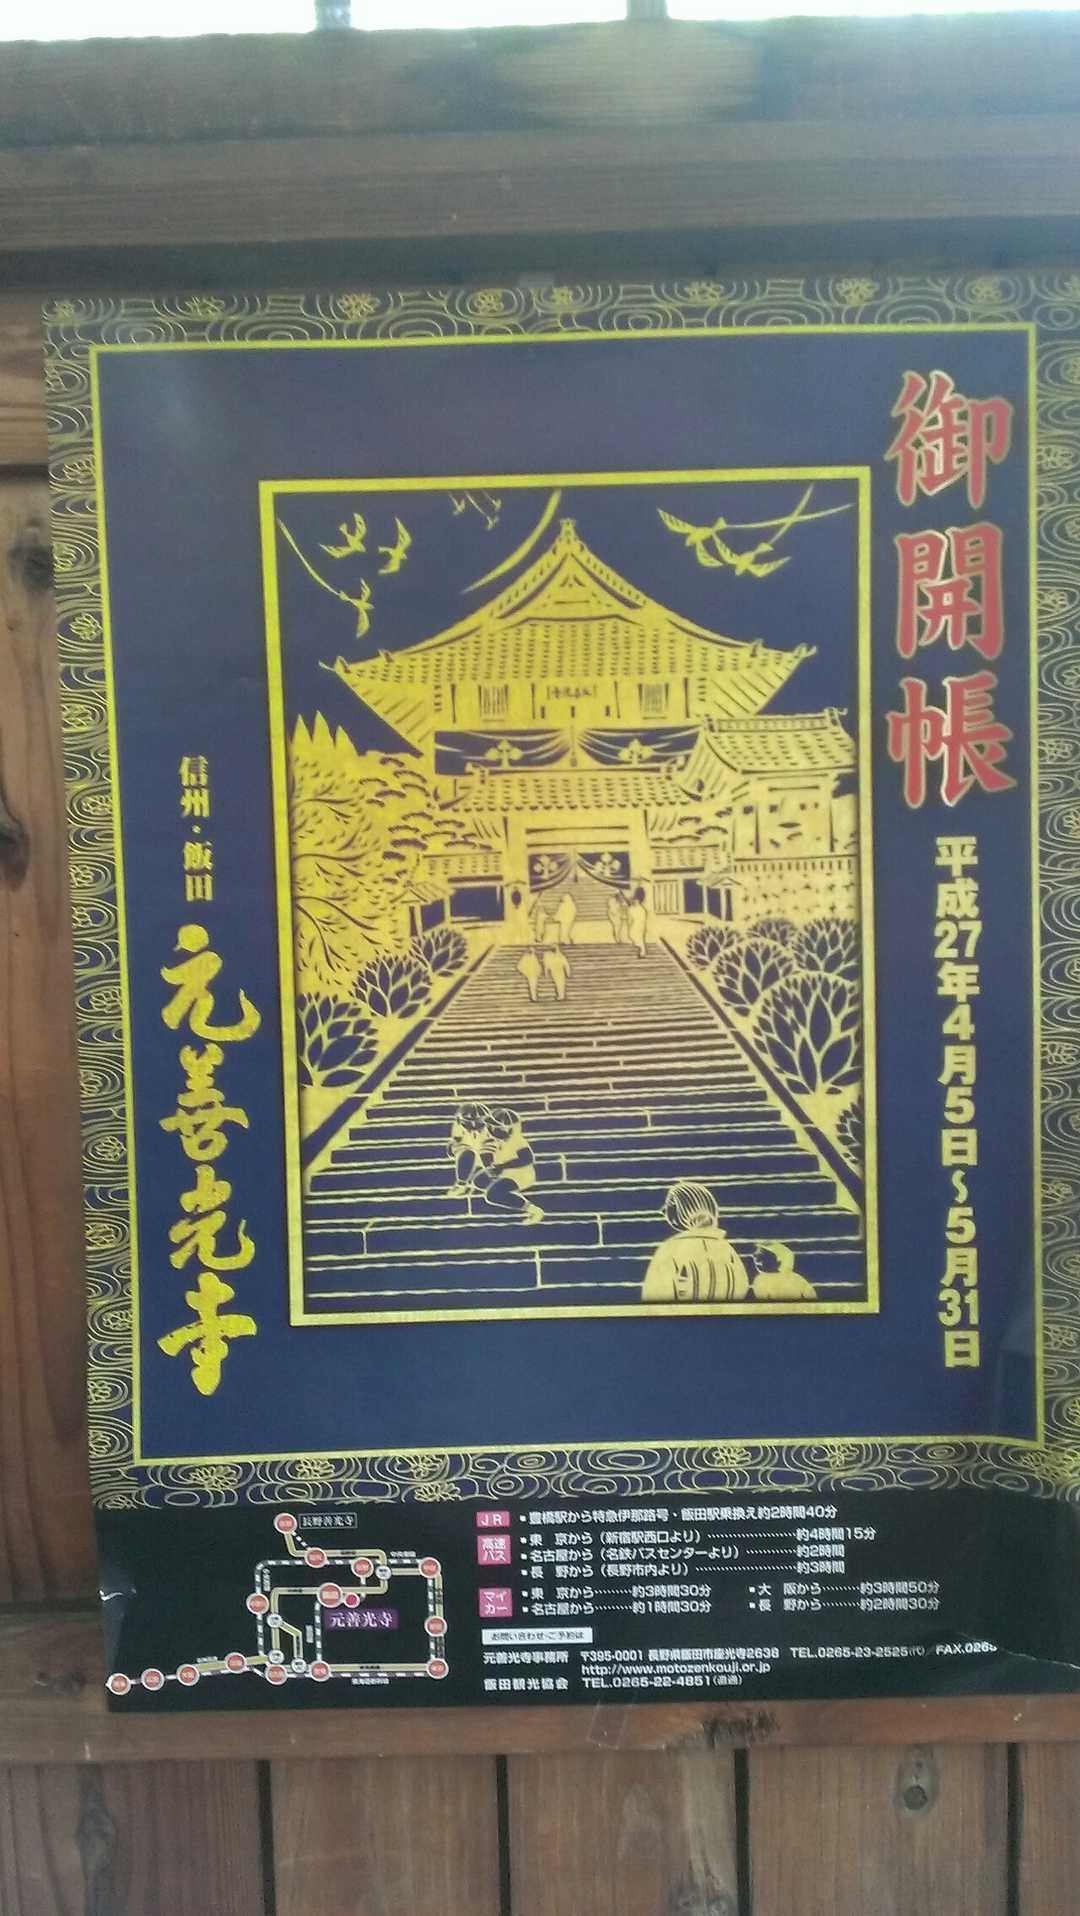 御開帳
平成27年4月5日〜5月31日
信州・飯田
元善光寺
長野善光寺
元善光寺
JR
・豊橋駅から特急伊那路号・飯田駅乗換え約2時間40分
高速バス
・東 京から（新宿駅西口より）…………………約4時間15分
・名古屋から（名鉄バスセンターより）…………約2時間
・長 野から（長野市内より）……………………約3時間
マイカー
・東 京から………約3時間30分
・大 阪から………約3時間50分
・名古屋から………約1時間30分
・長 野から………約2時間30分
お問い合わせ・ご予約は
元善光寺事務所 〒395-0001 長野県飯田市座光寺2638 TEL.0265-23-2525(代)／FAX.0265
http://www.motozenkouji.or.jp
飯田観光協会 TEL.0265-22-4851(直通)